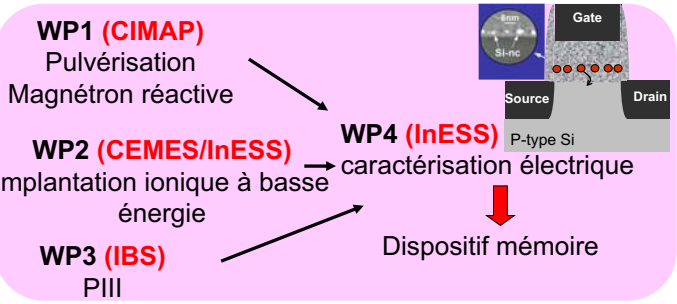 WP1 (CIMAP)
Pulvérisation
Magnétron réactive
WP2 (CEMES/InESS)
mplantation ionique à basse
énergie
WP3 (IBS)
PIII
WP4 (InESS)
caractérisation électrique
Dispositif mémoire
8nm
Si-nc
Gate
Source
Drain
P-type Si